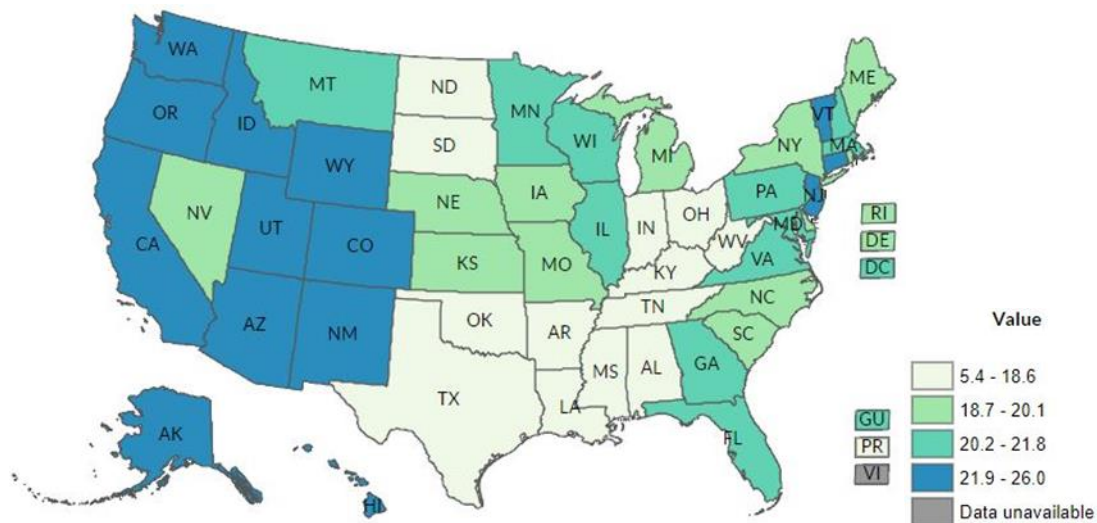 WA
MT
ND
MN
ME
OR
ID
SD
WI
VT
NY
MA
MI
WY
NV
NE
IA
PA
NJ
RI
CA
UT
CO
IL
IN
OH
MD
DE
WV
KS
MO
VA
DC
KY
NC
TN
AZ
NM
OK
AR
SC
Value
MS
AL
GA
5.4 - 18.6
TX
LA
18.7 - 20.1
AK
FL
GU
20.2 - 21.8
PR
HI
VI
21.9 - 26.0
Data unavailable